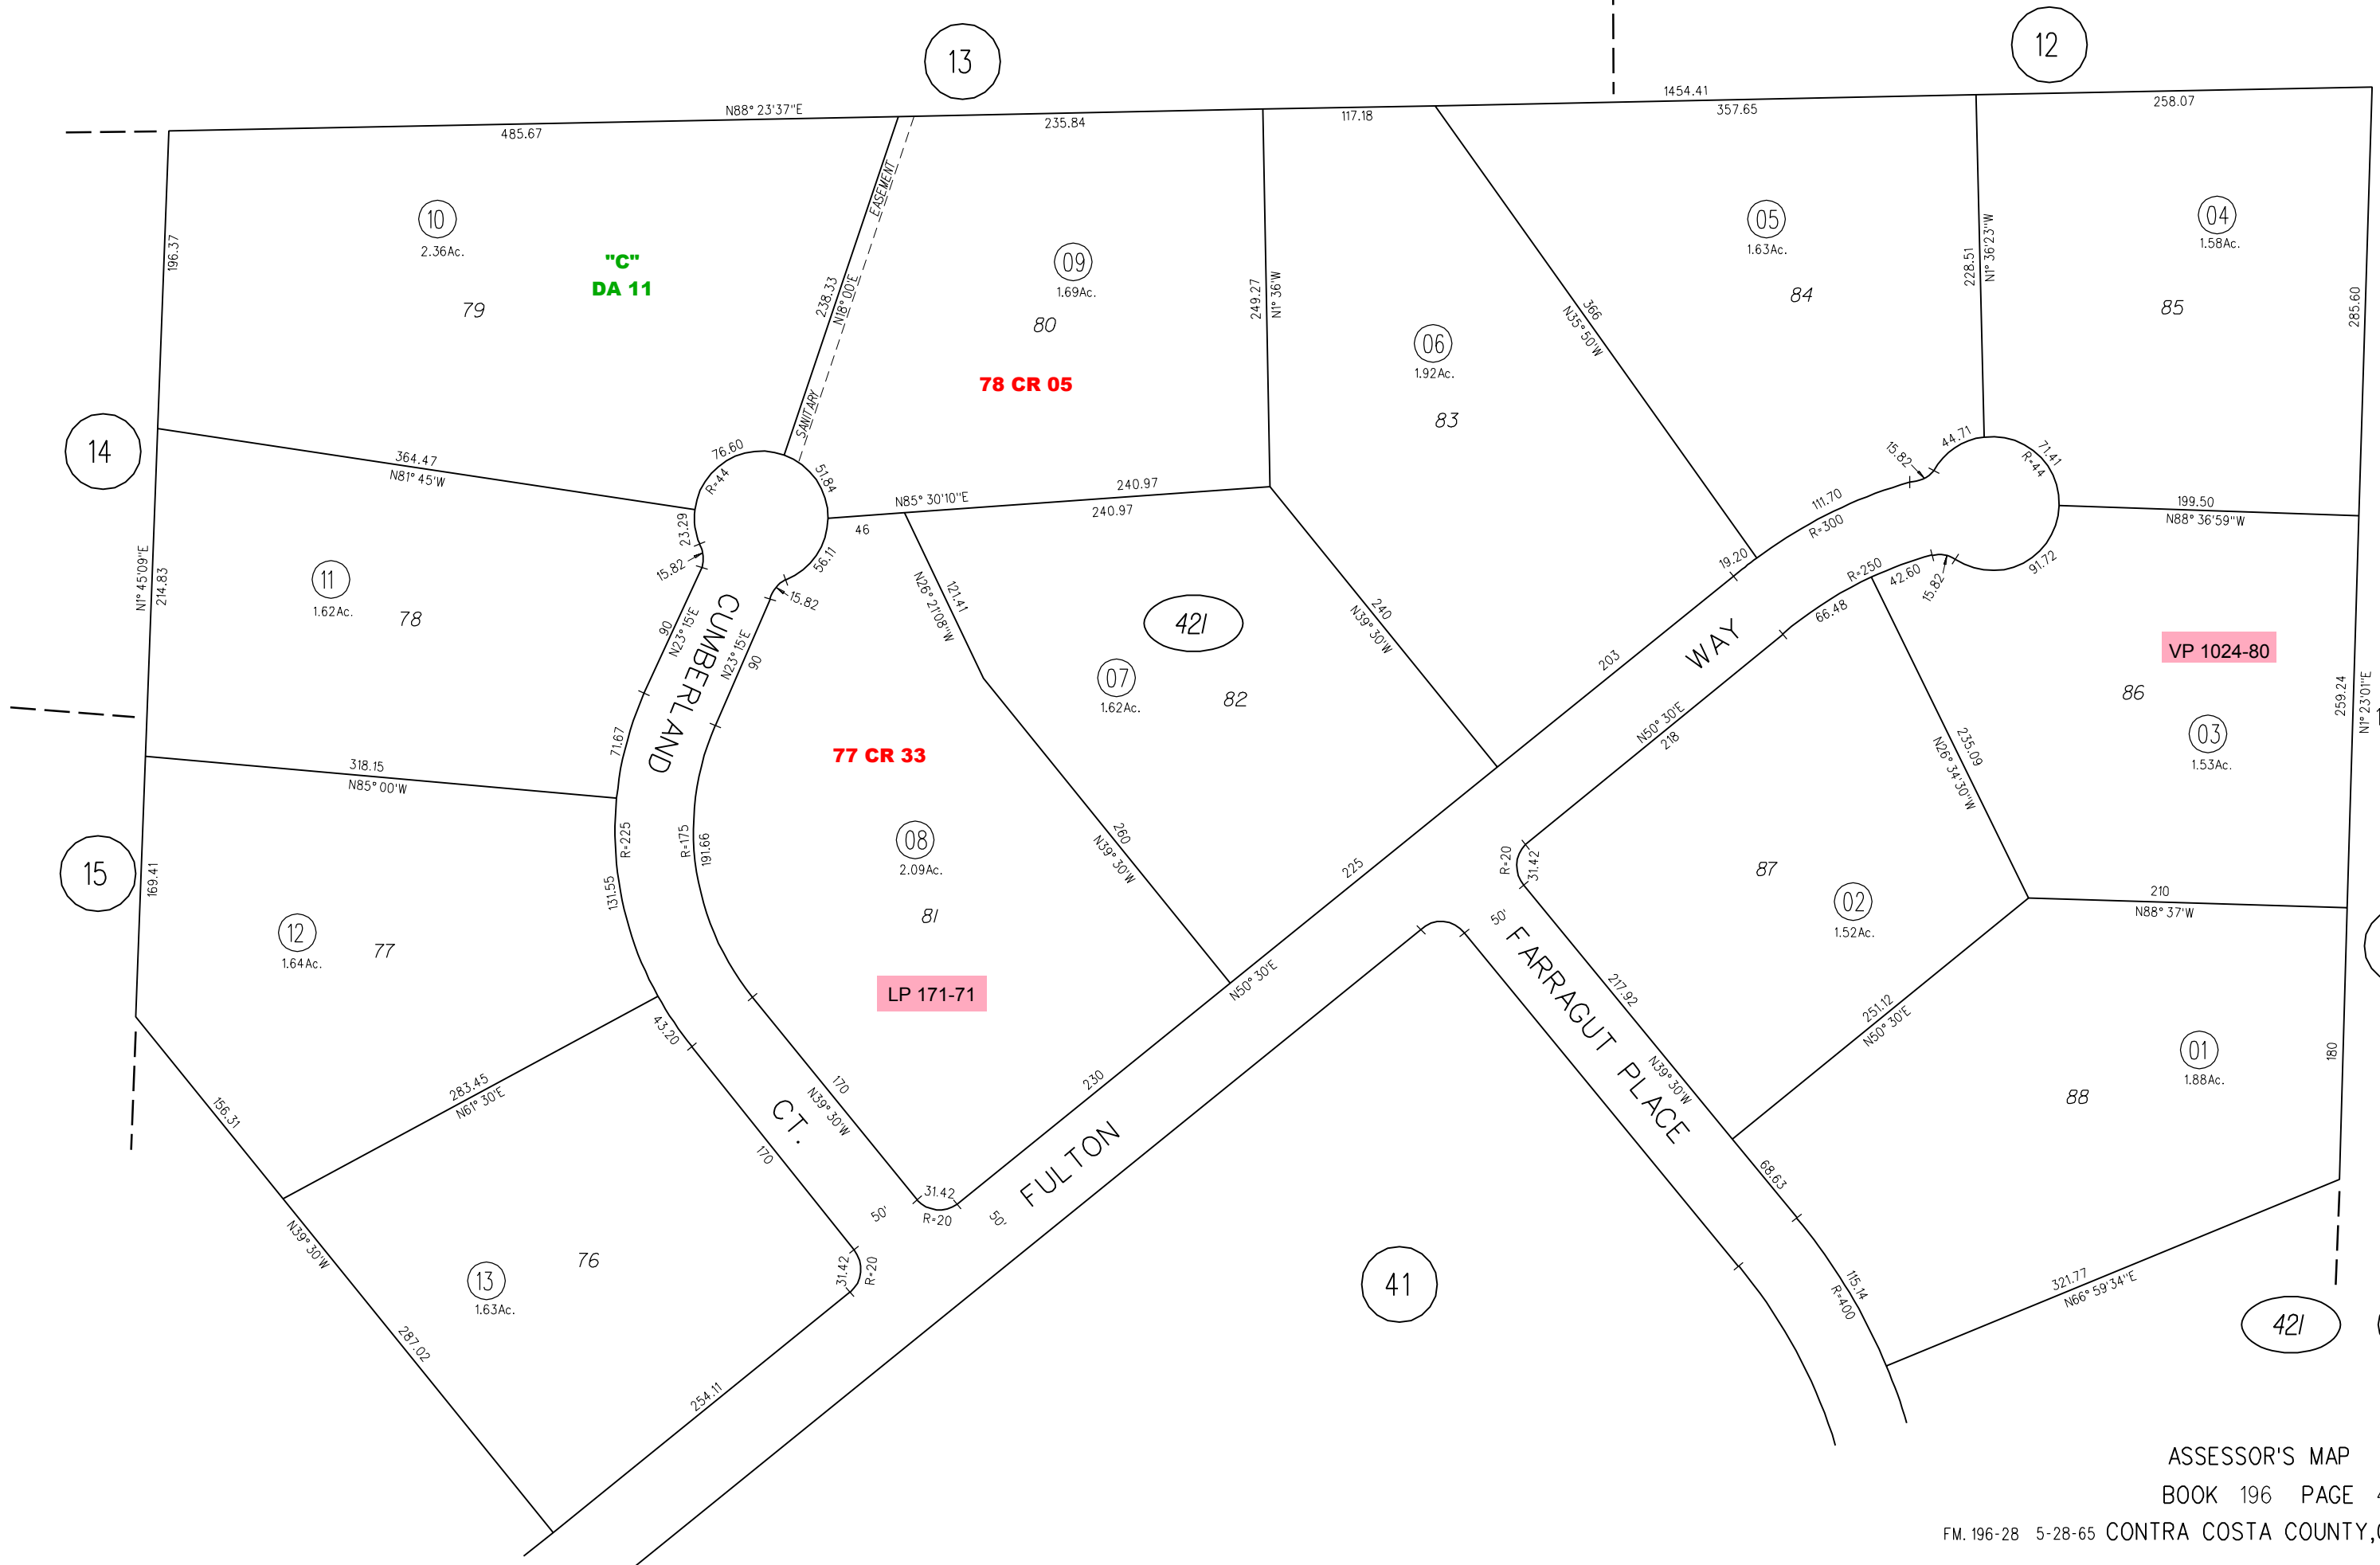 13
12
N88° 23'37"E
1454.41
485.67
235.84
117.18
357.65
258.07
10
2.36Ac.
79
"C"
DA 11
196.37
238.33
N18° 00'E
SANITARY EASEMENT
09
1.69Ac.
80
78 CR 05
249.27
N1° 36'W
06
1.92Ac.
83
366
N35° 50'W
05
1.63Ac.
84
228.51
N1° 36'23"W
04
1.58Ac.
85
285.60
14
364.47
N81° 45'W
76.60
R=44
51.84
23.29
15.82
56.11
15.82
N85° 30'10"E
240.97
240.97
46
15.82
44.71
71.41
R=44
111.70
R=300
19.20
199.50
N88° 36'59"W
91.72
R=250
42.60
15.82
66.48
N1° 45'09"E
214.83
11
1.62Ac.
78
90
N23° 15'E
N23° 15'E
90
CUMBERLAND
121.41
N26° 21'08"W
421
07
1.62Ac.
82
240
N39° 30'W
203
WAY
N50° 30'E
218
VP 1024-80
86
03
1.53Ac.
259.24
N1° 23'01"E
235.09
N26° 34'30"W
71.67
318.15
N85° 00'W
77 CR 33
R=225
R=175
191.66
131.55
08
2.09Ac.
81
LP 171-71
260
N39° 30'W
225
N50° 30'E
R=20
31.42
87
02
1.52Ac.
210
N88° 37'W
15
169.41
12
1.64Ac.
77
43.20
283.45
N61° 30'E
156.31
170
N39° 30'W
CT.
170
230
31.42
R=20
50'
50'
FULTON
50'
FARRAGUT PLACE
217.92
N39° 30'W
251.12
N50° 30'E
01
1.88Ac.
88
180
68.63
115.14
R=400
321.77
N66° 59'34"E
N39° 30'W
13
1.63Ac.
76
31.42
R=20
287.02
254.11
41
421
ASSESSOR'S MAP
BOOK 196 PAGE
FM. 196-28 5-28-65 CONTRA COSTA COUNTY,